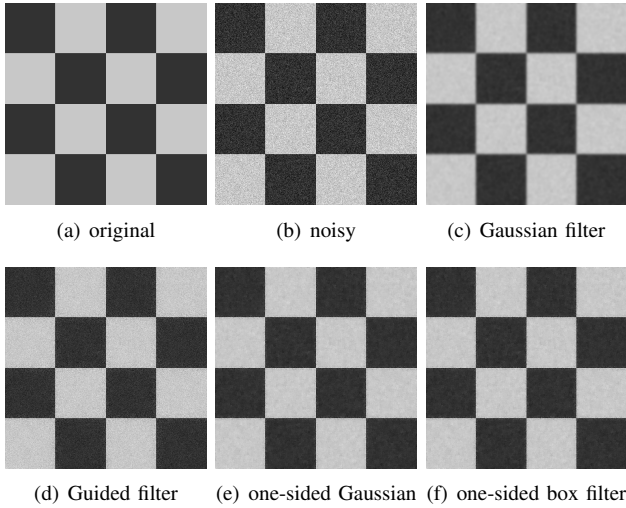 (a) original
(b) noisy
(c) Gaussian filter
(d) Guided filter
(e) one-sided Gaussian
(f) one-sided box filter